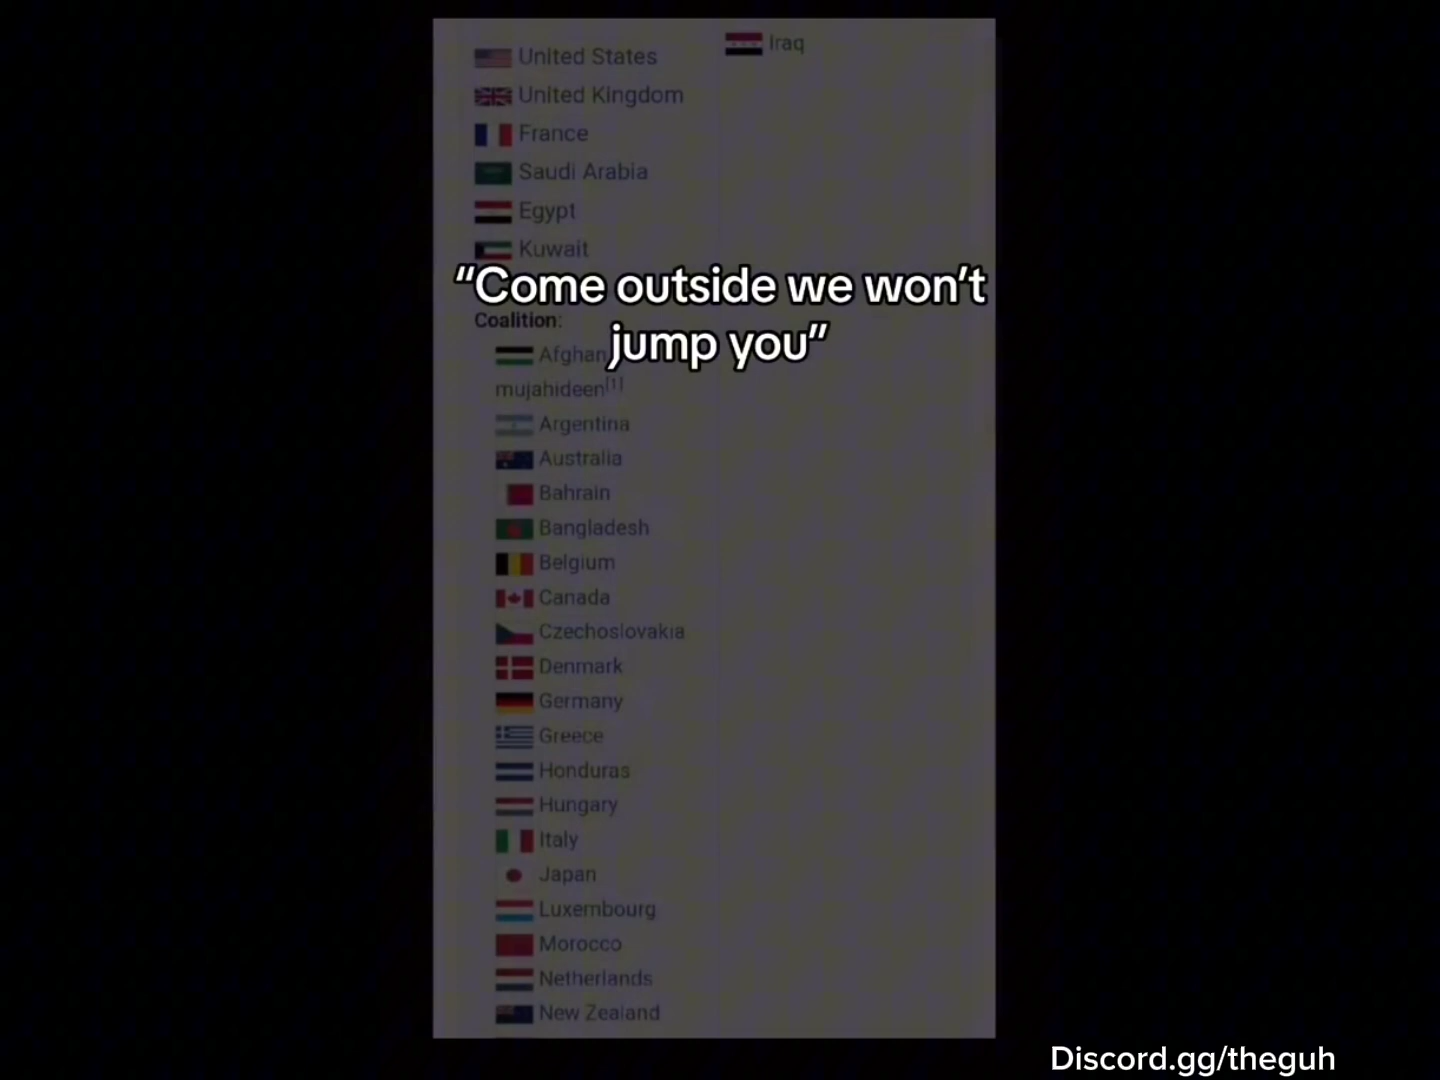 United States
United Kingdom
France
Saudi Arabia
Egypt
Kuwait
Iraq
“Come outside we won’t
jump you”
Coalition:
Afghan
mujahideen[1]
Argentina
Australia
Bahrain
Bangladesh
Belgium
Canada
Czechoslovakia
Denmark
Germany
Greece
Honduras
Hungary
Italy
Japan
Luxembourg
Morocco
Netherlands
New Zealand
Discord.gg/theguh